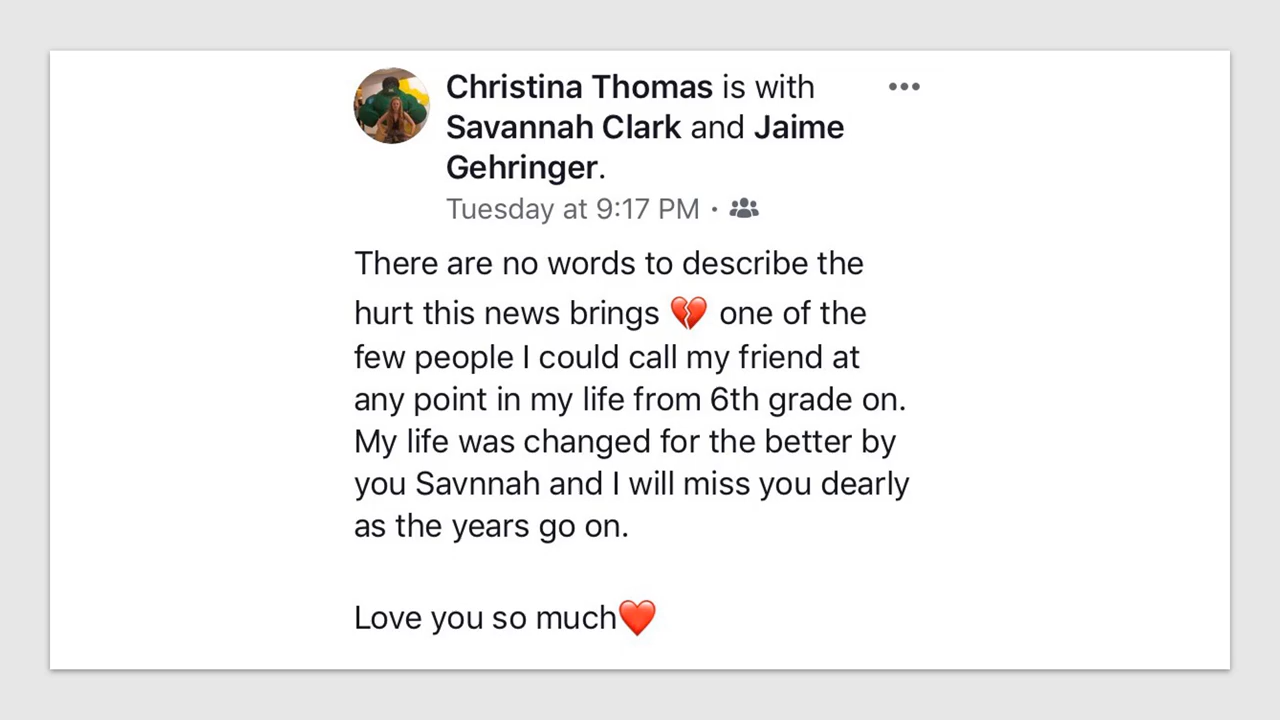 Christina Thomas is with
Savannah Clark and Jaime
Gehringer.
Tuesday at 9:17 PM ·
There are no words to describe the
hurt this news brings 💔 one of the
few people I could call my friend at
any point in my life from 6th grade on.
My life was changed for the better by
you Savnnah and I will miss you dearly
as the years go on.
Love you so much❤️